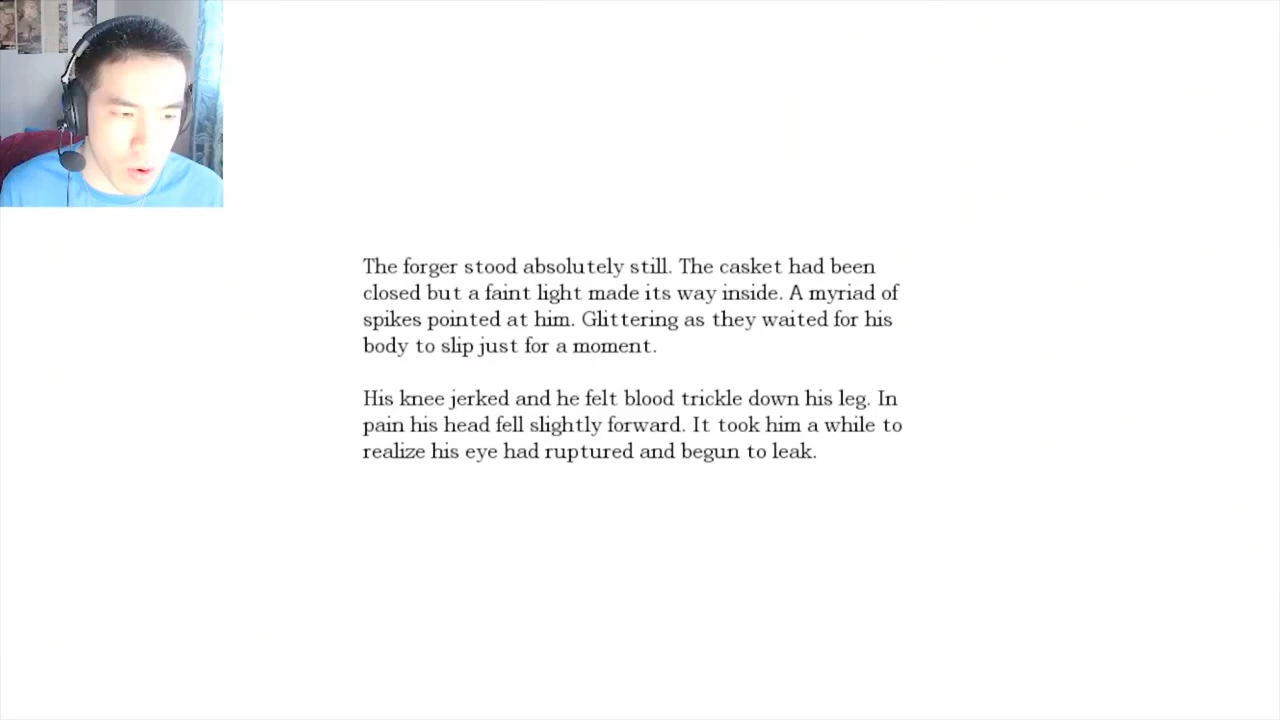 The forger stood absolutely still. The casket had been
closed but a faint light made its way inside. A myriad of
spikes pointed at him. Glittering as they waited for his
body to slip just for a moment.
His knee jerked and he felt blood trickle down his leg. In
pain his head fell slightly forward. It took him a while to
realize his eye had ruptured and begun to leak.